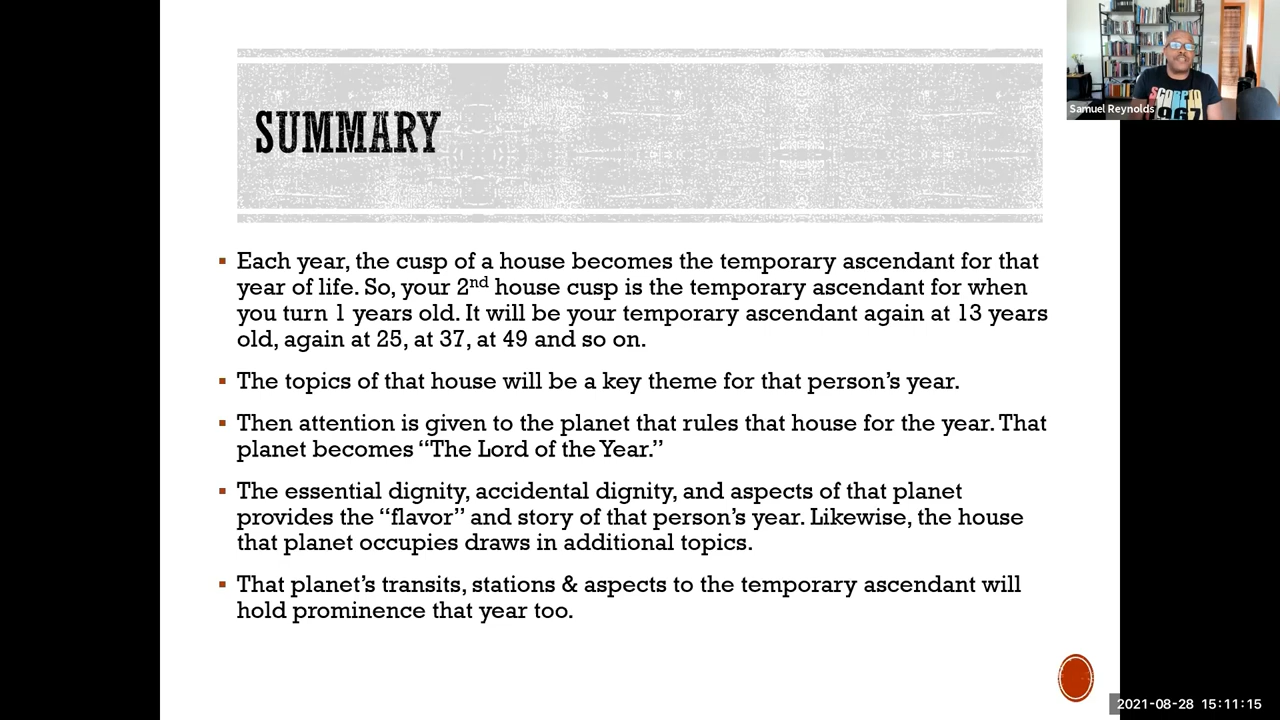 SUMMARY
Each year, the cusp of a house becomes the temporary ascendant for that
year of life. So, your 2nd house cusp is the temporary ascendant for when
you turn 1 years old. It will be your temporary ascendant again at 13 years
old, again at 25, at 37, at 49 and so on.
The topics of that house will be a key theme for that person’s year.
Then attention is given to the planet that rules that house for the year. That
planet becomes “The Lord of the Year.”
The essential dignity, accidental dignity, and aspects of that planet
provides the “flavor” and story of that person’s year. Likewise, the house
that planet occupies draws in additional topics.
That planet’s transits, stations & aspects to the temporary ascendant will
hold prominence that year too.
SCORPIO
Samuel Reynolds
2021-08-28 15:11:15